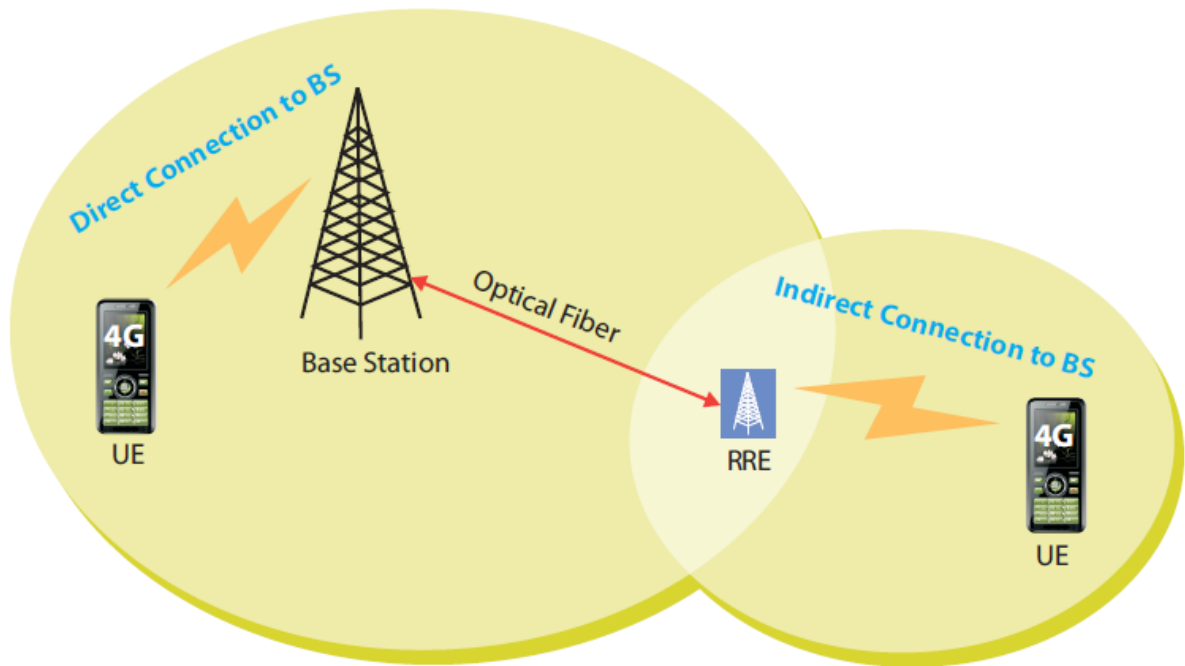 Direct Connection to BS
4G
UE
Base Station
Optical Fiber
RRE
Indirect Connection to BS
4G
UE